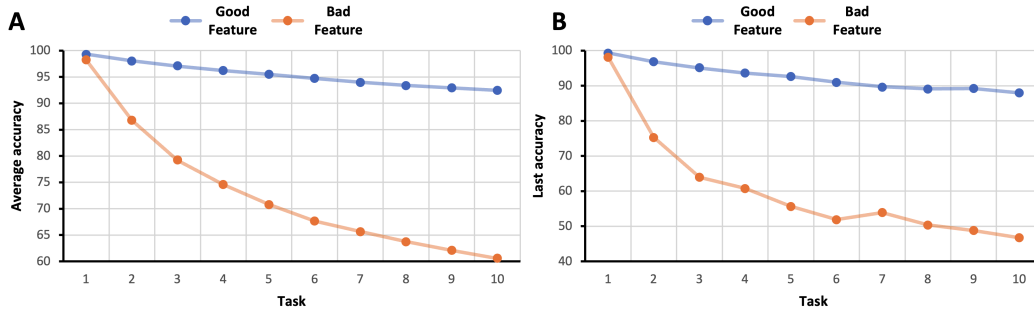 A
Good Feature
Bad Feature
100
95
90
85
80
75
70
65
60
Average accuracy
1 2 3 4 5 6 7 8 9 10
Task
B
Good Feature
Bad Feature
100
90
80
70
60
50
40
Last accuracy
1 2 3 4 5 6 7 8 9 10
Task